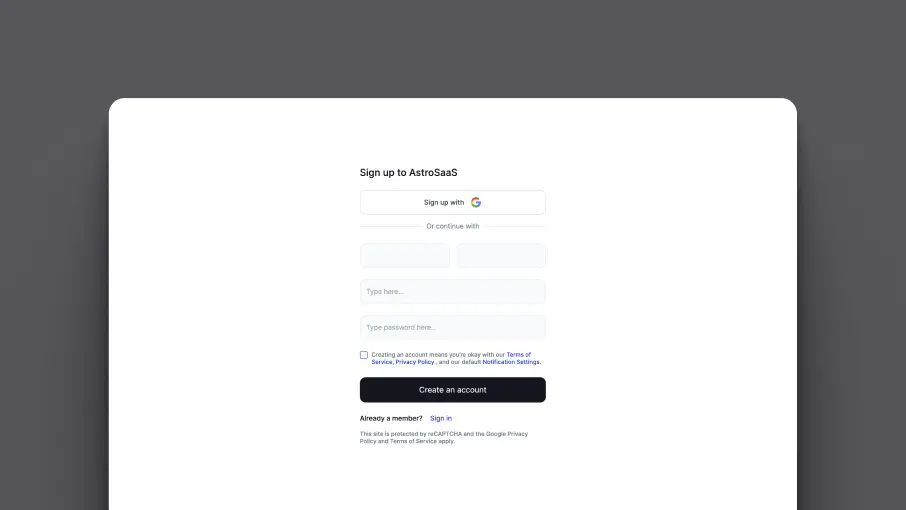 Sign up to AstroSaaS
Sign up with
Or continue with
Type here...
Type password here...
Creating an account means you're okay with our Terms of
Service, Privacy Policy , and our default Notification Settings.
Create an account
Already a member? Sign in
This site is protected by reCAPTCHA and the Google Privacy
Policy and Terms of Service apply.